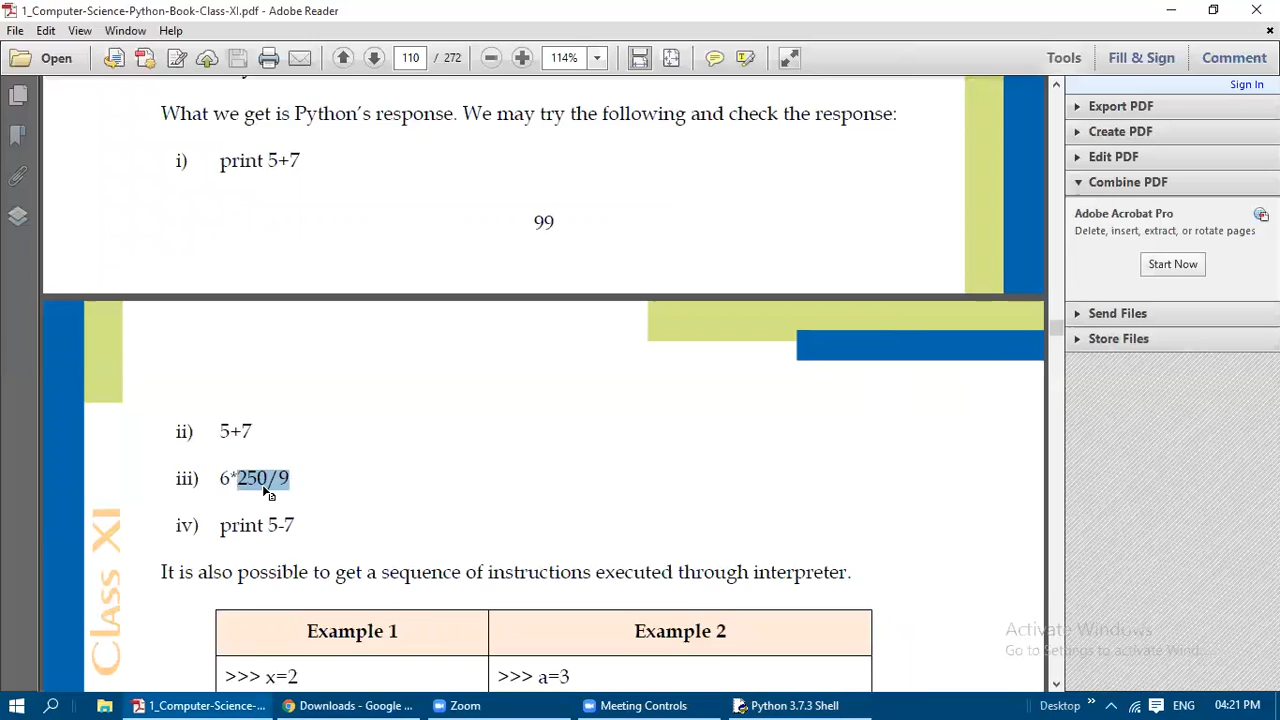 1_Computer-Science-Python-Book-Class-XI.pdf - Adobe Reader
File Edit View Window Help
Open 110 / 272 114% Tools Fill & Sign Comment
Sign In
Export PDF
Create PDF
Edit PDF
Combine PDF
Adobe Acrobat Pro
Delete, insert, extract, or rotate pages
Start Now
Send Files
Store Files
What we get is Python's response. We may try the following and check the response:
i) print 5+7
99
ii) 5+7
iii) 6*250/9
iv) print 5-7
It is also possible to get a sequence of instructions executed through interpreter.
Example 1 Example 2
>>> x=2 >>> a=3
Class XI
Activate Windows
Go to Settings to activate Wind
1_Computer-Science-... Downloads - Google ... Zoom Meeting Controls Python 3.7.3 Shell Desktop ENG 04:21 PM